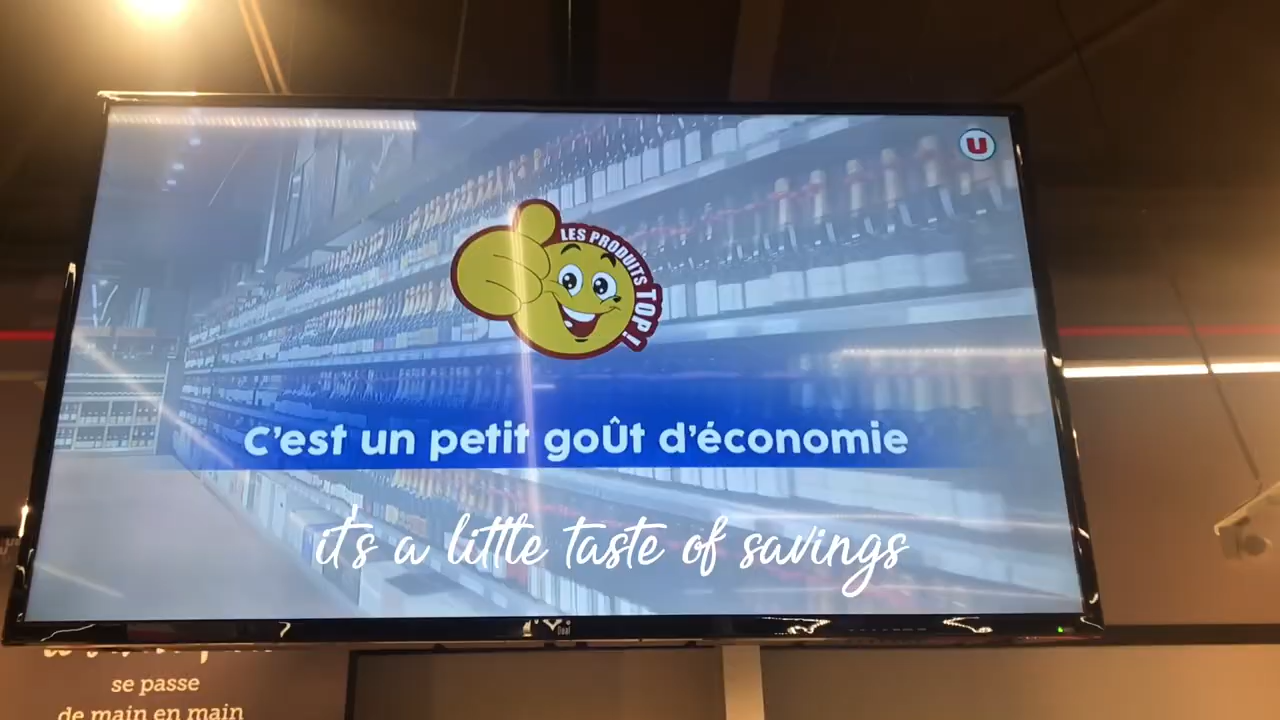 U
LES PRODUITS TOP!
C'est un petit goÛt d'économie
it's a little taste of savings
se passe
de main en main